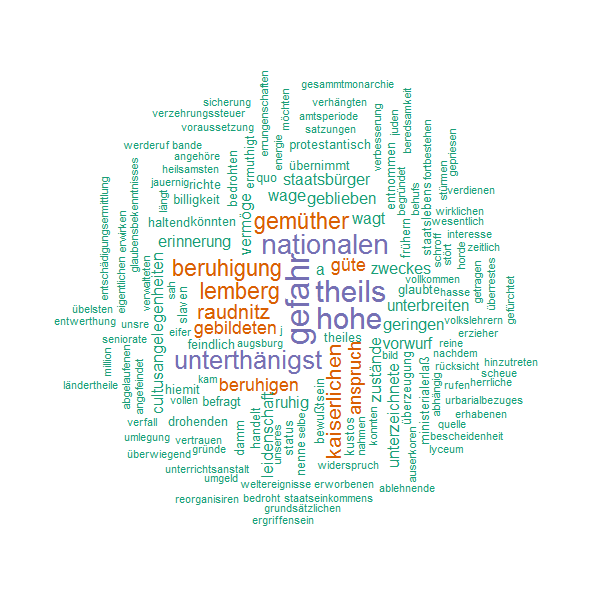 gesammtmonarchie
sicherung
verhängten
verzehrungssteuer
amtsperiode
voraussetzung
satzungen
errungenschaften
energie
möchten
verbesserung
juden
beredsamkeit
werderuf bande
angehöre
heilsamsten
jauernig
richte
längt
billigkeit
bedrohten
ermuthigt
quo
protestantisch
übernimmt
staatsbürger
entnommen
begründet
behufs
fortbestehen
gepriesen
stürmen
verdienen
wage
geblieben
vermöge
gemüther
wagt
haltend
könnten
erinnerung
frühern
staatslebens
wirklichen
wesentlich
interesse
zeitlich
schroff
stört
horde
nationalen
entschädigungsermittlung
glaubensbekenntnisses
erwirken
eigentlichen
verwalteten
cultusangelegenheiten
sah
slaven
beruhigung
gefahr
a
güte
zweckes
vollkommen
glaubte
hasse
getragen
überrestes
gefürchtet
lemberg
theils
unterbreiten
übelsten
entwerthung
unsre
eifer
raudnitz
hohe
geringen
volkslehrern
erzieher
gebildeten
j
seniorate
feindlich
augsburg
theiles
vorwurf
reine
nachdem
scheue
million
abgelaufenen
angefeindet
unterthänigst
kaiserlichen
anspruch
zustände
bild
rücksicht
hinzutreten
ländertheile
kam
hiemit
beruhigen
unterzeichnete
überzeugung
ministerialerlaß
abhängig
rufen
herrliche
urbarialbezuges
vollen
befragt
leidenschaft
ruhig
bewußtsein
konnten
erhabenen
verfall
drohenden
unseres
selbe
status
kustos
nahmen
quelle
umlegung
vertrauen
damm
handelt
bescheidenheit
überwiegend
gründe
nenne
widerspruch
auserkoren
lyceum
unterrichtsanstalt
umgeld
weltereignisse
erworbenen
ablehnende
reorganisiren
bedroht
staatseinkommens
grundsätzlichen
ergriffensein